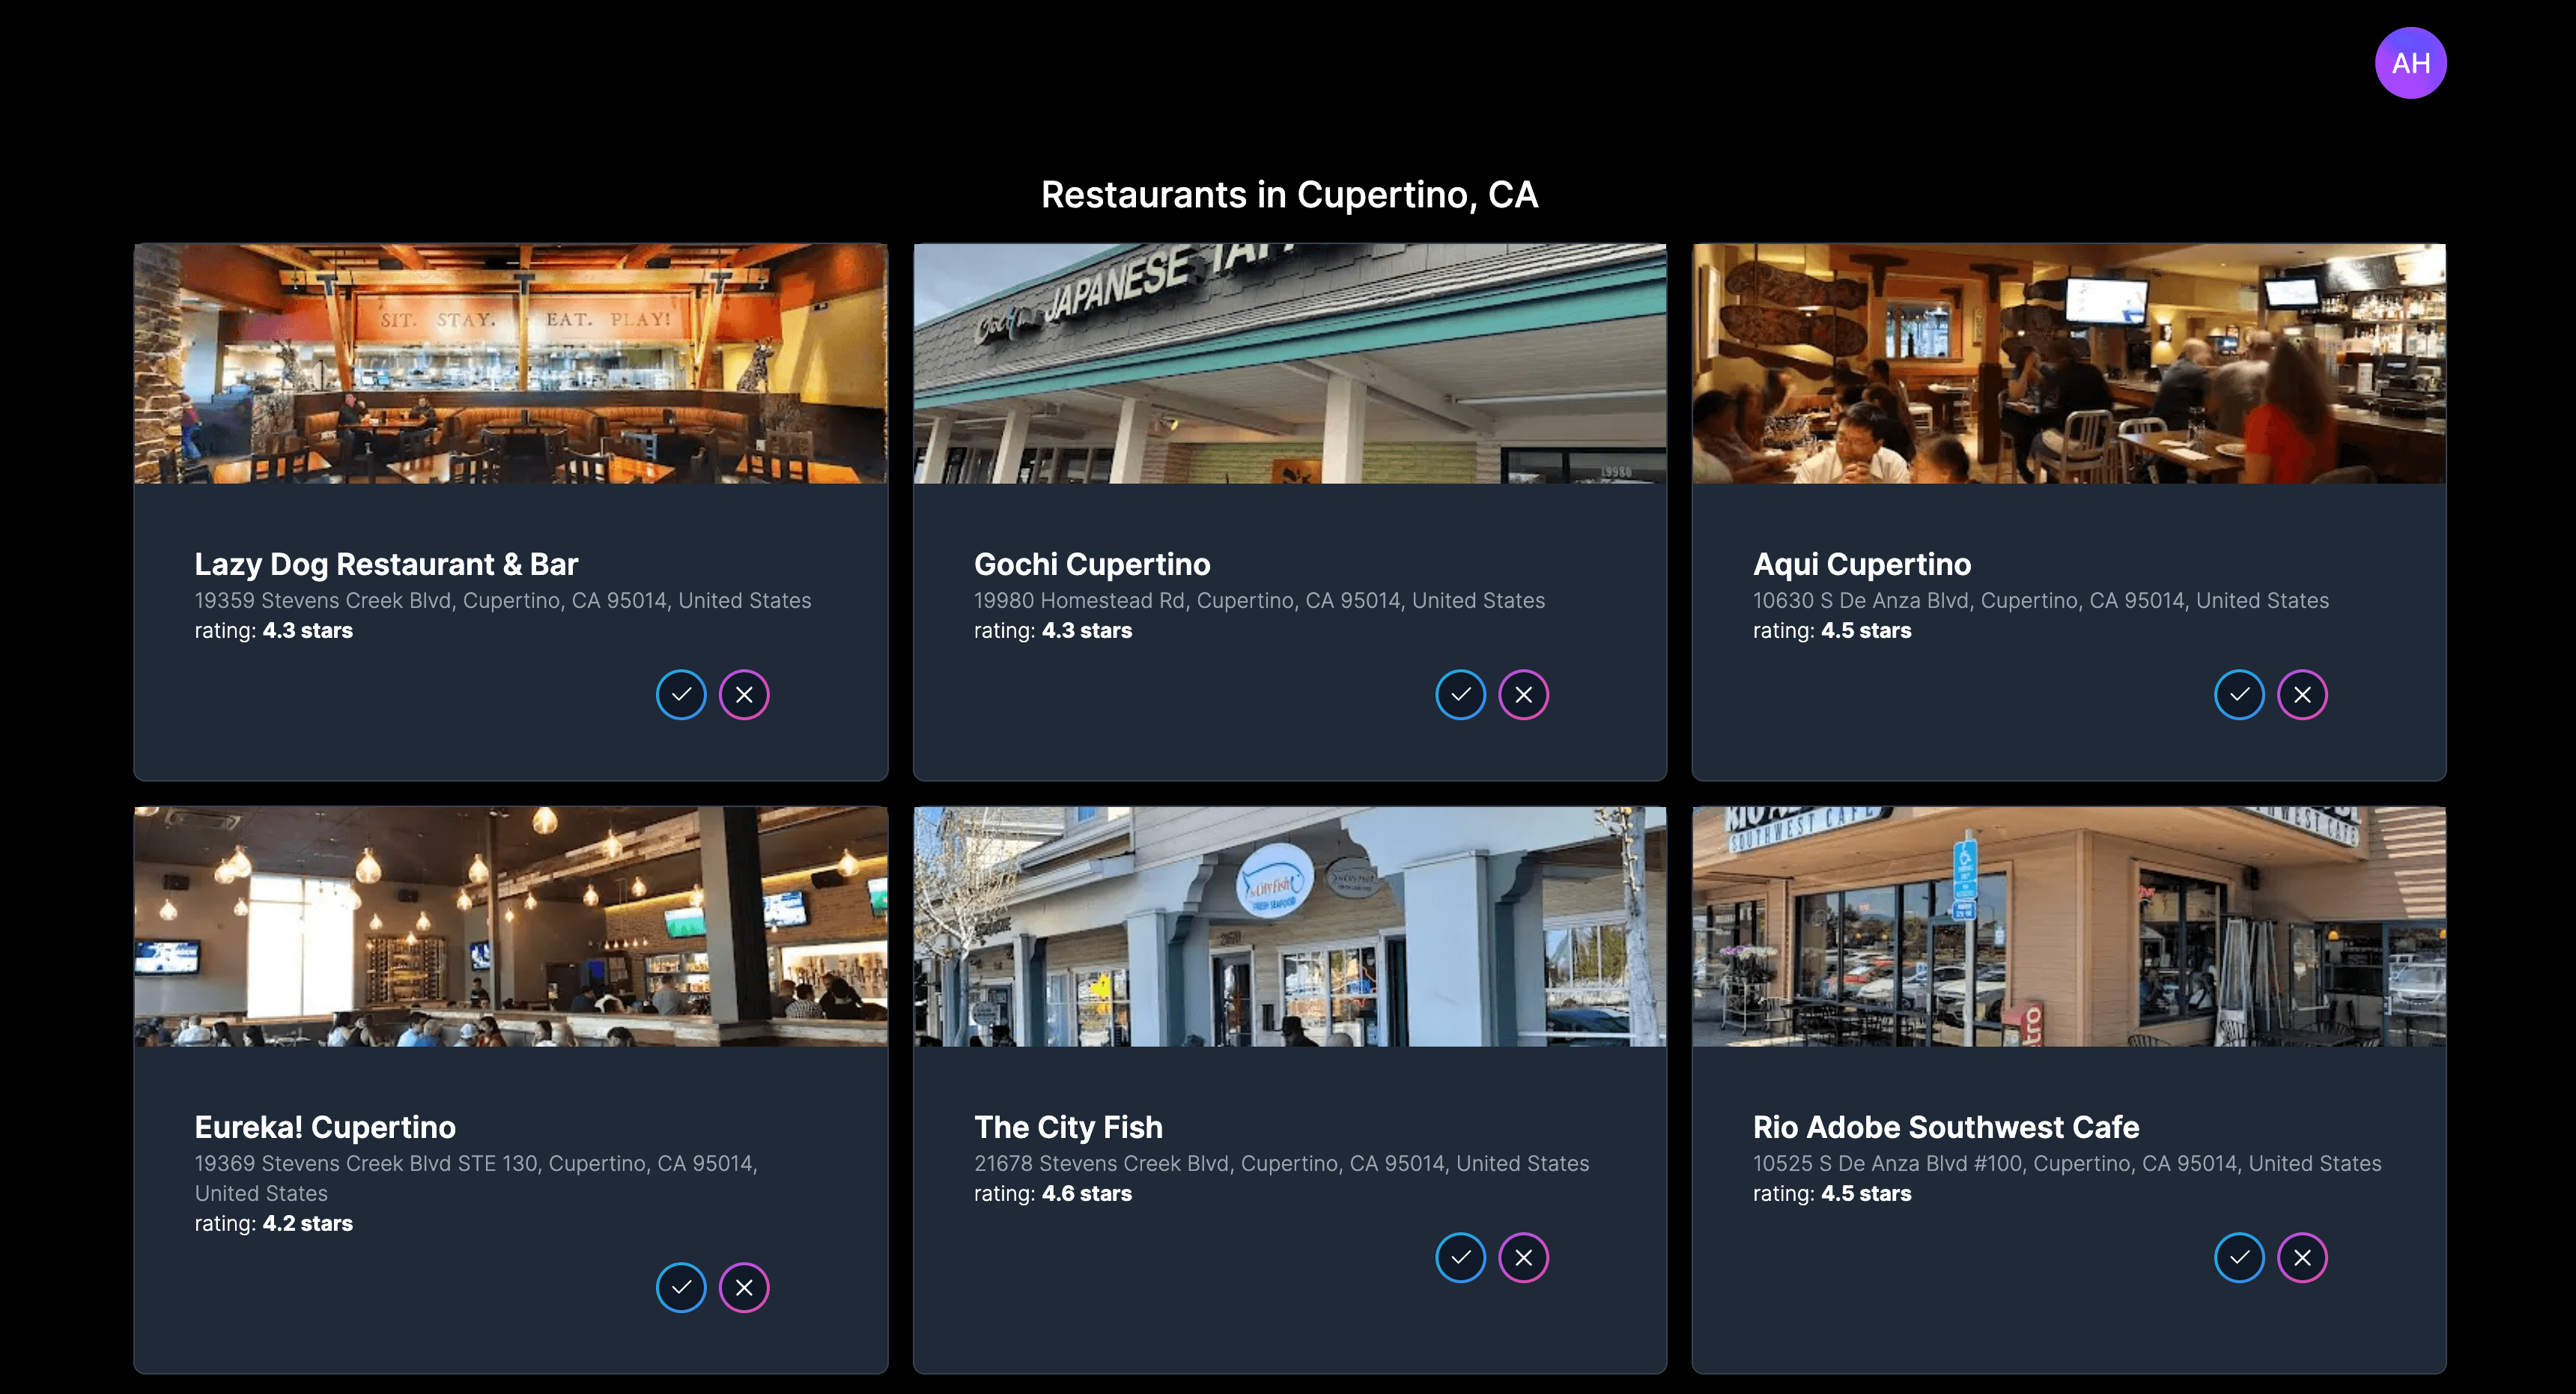 AH
Restaurants in Cupertino, CA
SIT. STAY. EAT. PLAY!
Gochi JAPANESE
19980
Lazy Dog Restaurant & Bar
19359 Stevens Creek Blvd, Cupertino, CA 95014, United States
rating: 4.3 stars
Gochi Cupertino
19980 Homestead Rd, Cupertino, CA 95014, United States
rating: 4.3 stars
Aqui Cupertino
10630 S De Anza Blvd, Cupertino, CA 95014, United States
rating: 4.5 stars
The City Fish
FRESH SEAFOOD
SOUTHWEST CAFE
Eureka! Cupertino
19369 Stevens Creek Blvd STE 130, Cupertino, CA 95014,
United States
rating: 4.2 stars
The City Fish
21678 Stevens Creek Blvd, Cupertino, CA 95014, United States
rating: 4.6 stars
Rio Adobe Southwest Cafe
10525 S De Anza Blvd #100, Cupertino, CA 95014, United States
rating: 4.5 stars